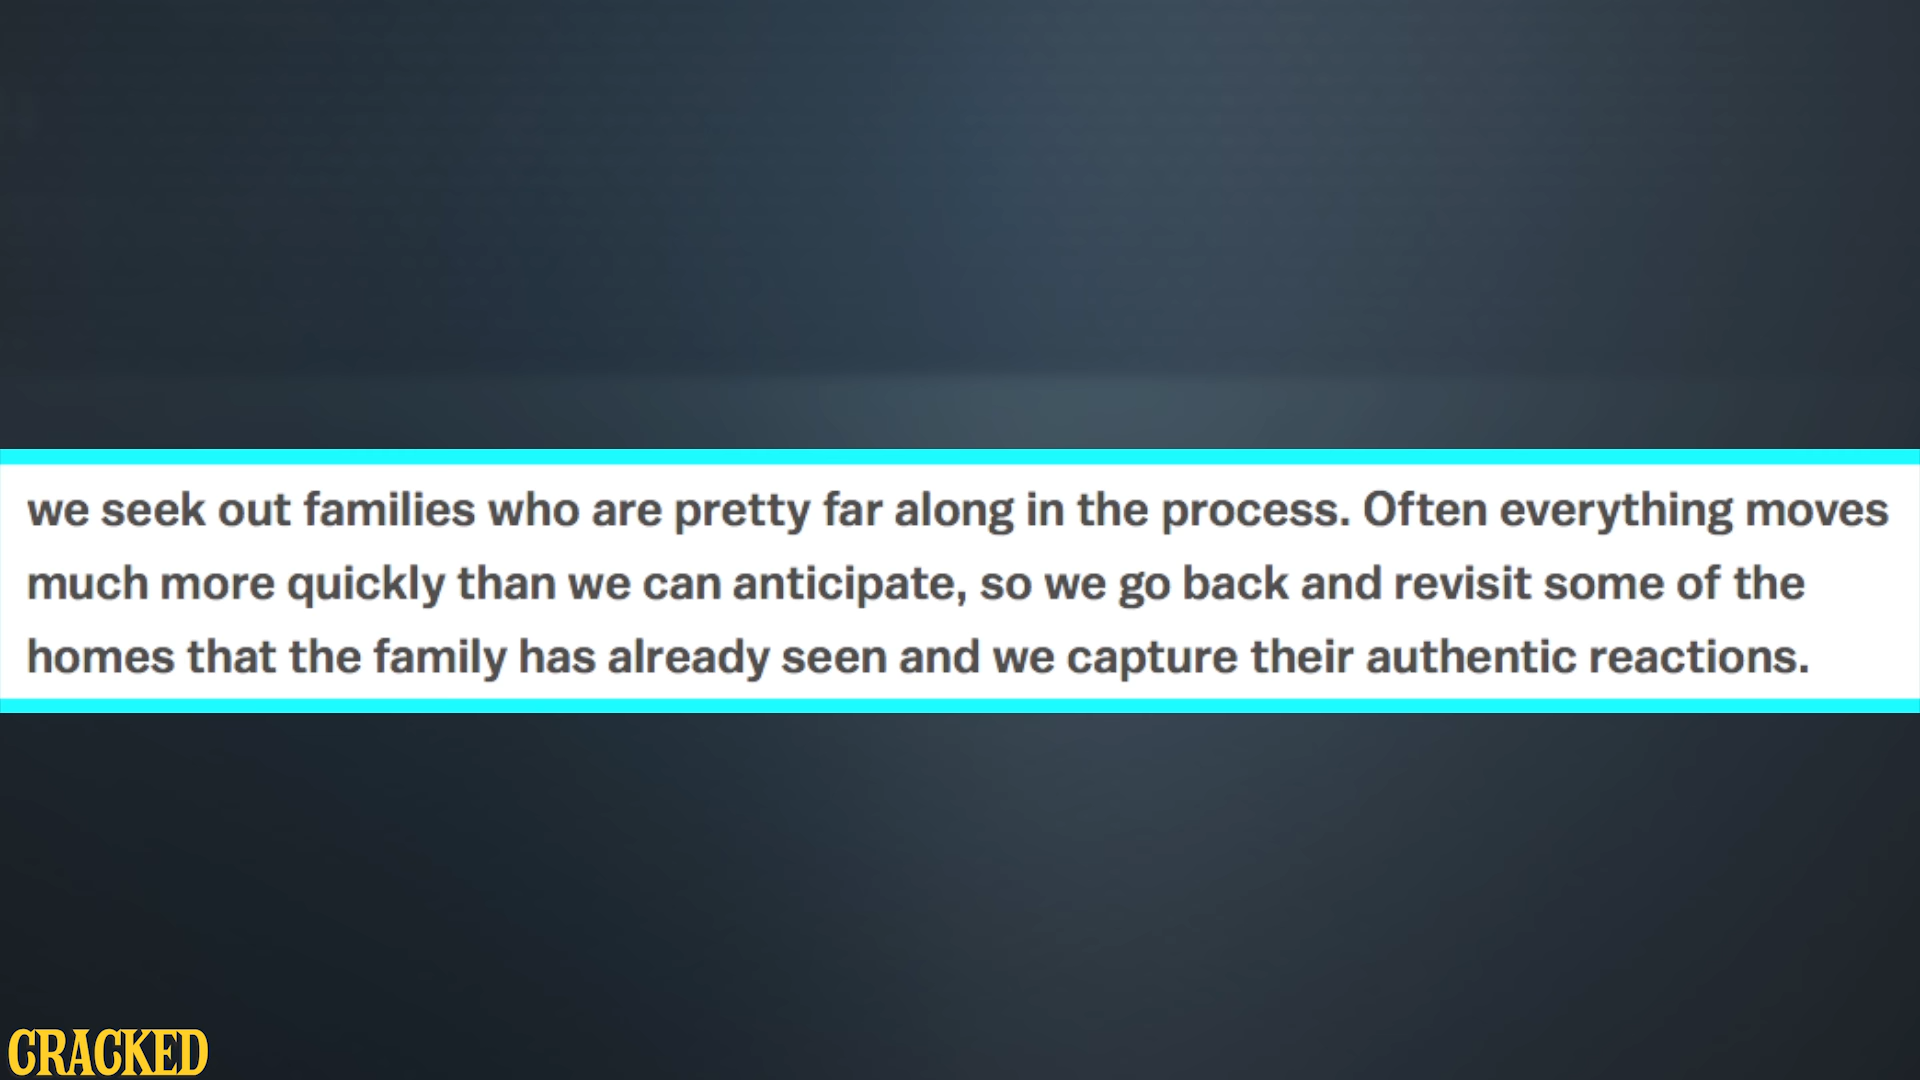 we seek out families who are pretty far along in the process. Often everything moves
much more quickly than we can anticipate, so we go back and revisit some of the
homes that the family has already seen and we capture their authentic reactions.
CRACKED